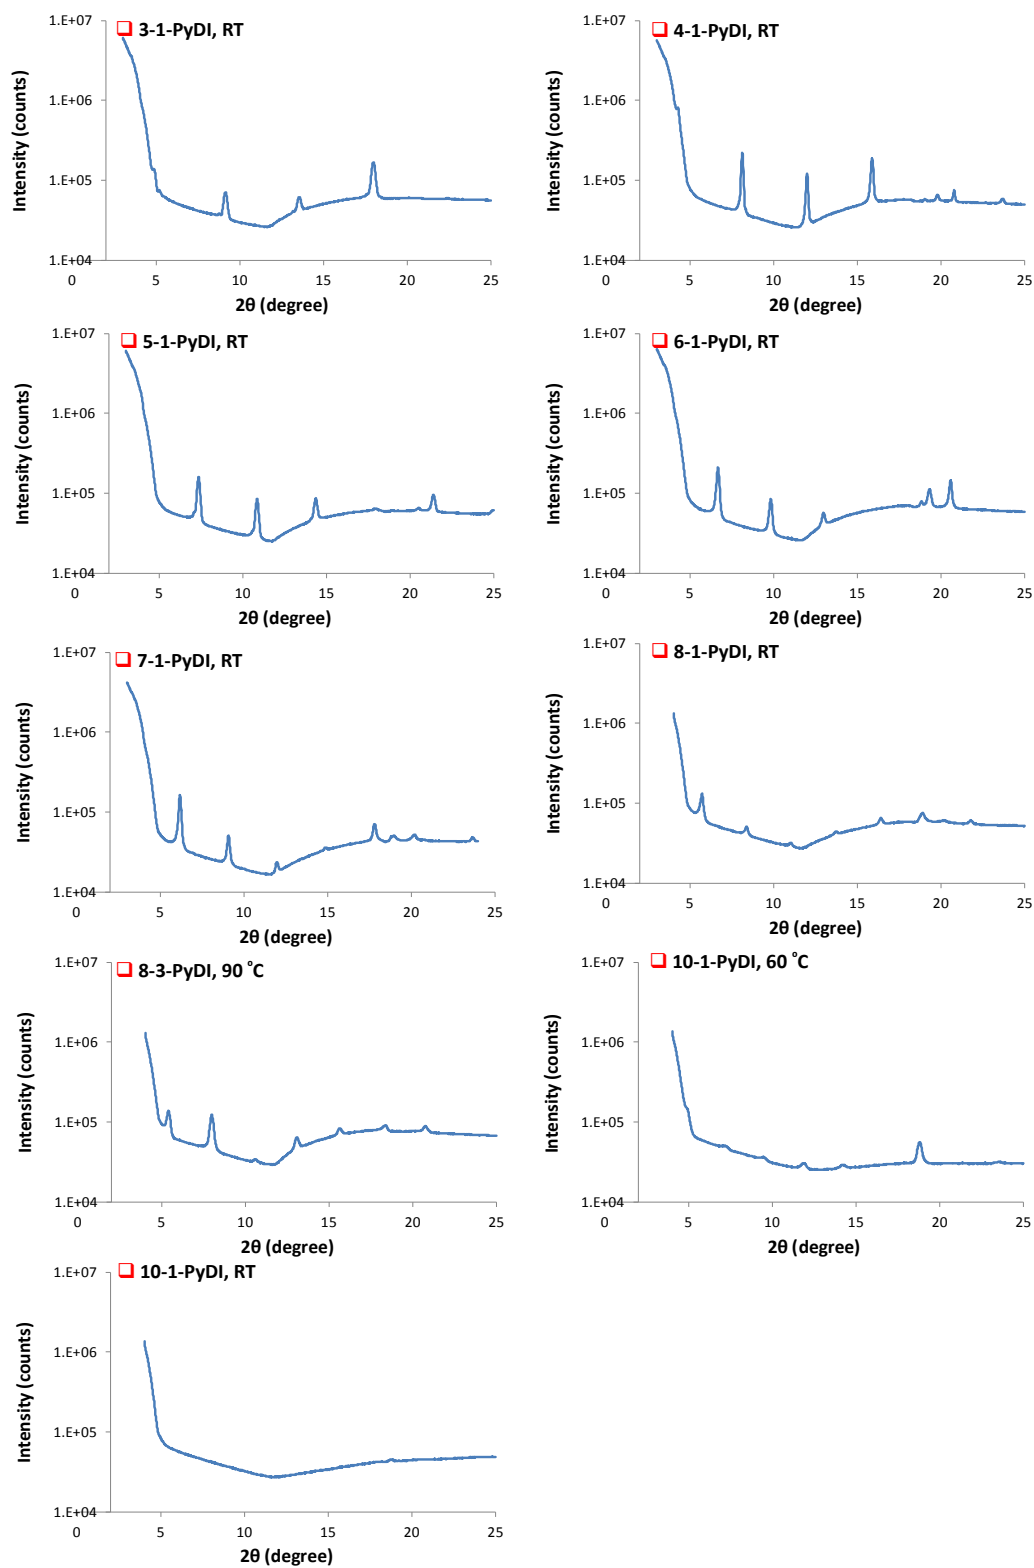 3-1-PyDI, RT
Intensity (counts)
1.E+07
1.E+06
1.E+05
1.E+04
0 5 10 15 20 25
2θ (degree)
4-1-PyDI, RT
Intensity (counts)
1.E+07
1.E+06
1.E+05
1.E+04
0 5 10 15 20 25
2θ (degree)
5-1-PyDI, RT
Intensity (counts)
1.E+07
1.E+06
1.E+05
1.E+04
0 5 10 15 20 25
2θ (degree)
6-1-PyDI, RT
Intensity (counts)
1.E+07
1.E+06
1.E+05
1.E+04
0 5 10 15 20 25
2θ (degree)
7-1-PyDI, RT
Intensity (counts)
1.E+07
1.E+06
1.E+05
1.E+04
0 5 10 15 20 25
2θ (degree)
8-1-PyDI, RT
Intensity (counts)
1.E+07
1.E+06
1.E+05
1.E+04
0 5 10 15 20 25
2θ (degree)
8-3-PyDI, 90 °C
Intensity (counts)
1.E+07
1.E+06
1.E+05
1.E+04
0 5 10 15 20 25
2θ (degree)
10-1-PyDI, 60 °C
Intensity (counts)
1.E+07
1.E+06
1.E+05
1.E+04
0 5 10 15 20 25
2θ (degree)
10-1-PyDI, RT
Intensity (counts)
1.E+07
1.E+06
1.E+05
1.E+04
0 5 10 15 20 25
2θ (degree)